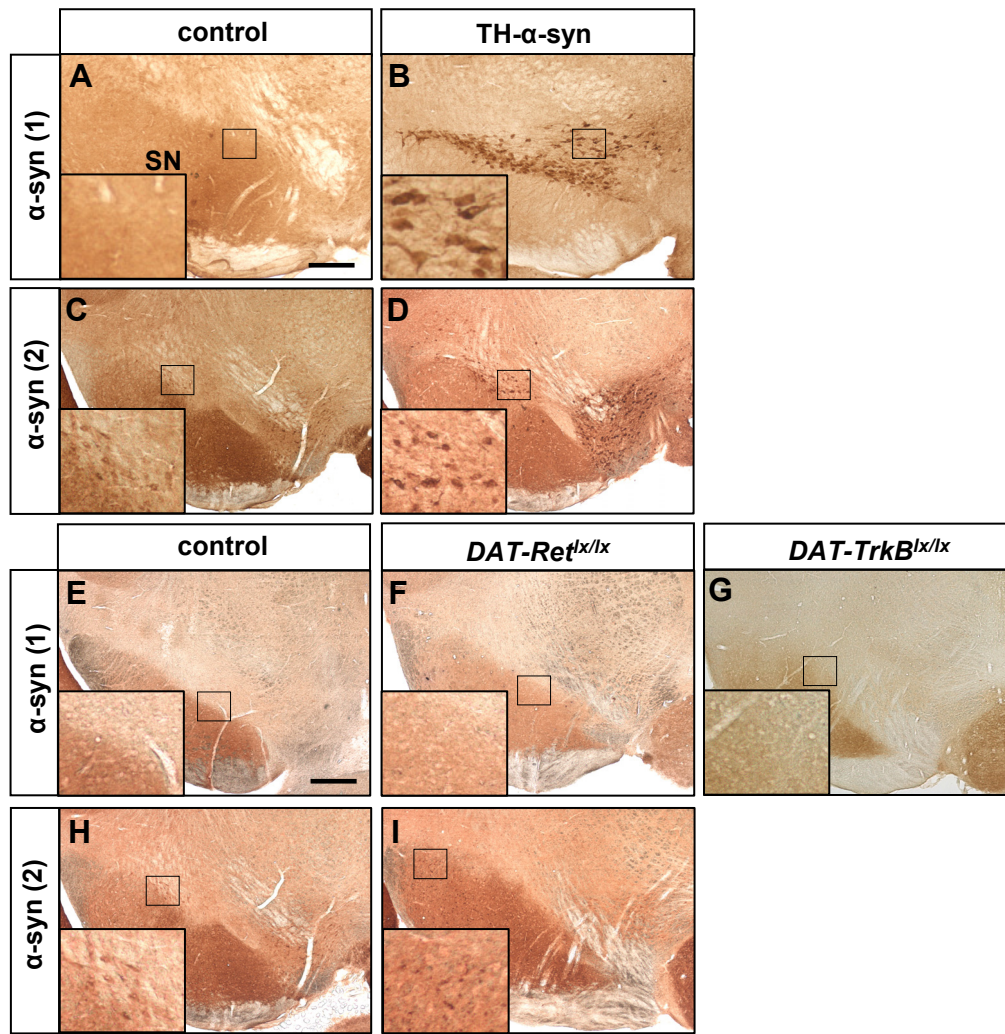 control
TH-α-syn
α-syn (1)
A
SN
B
α-syn (2)
C
D
control
DAT-Ret^lx/lx
DAT-TrkB^lx/lx
α-syn (1)
E
F
G
α-syn (2)
H
I